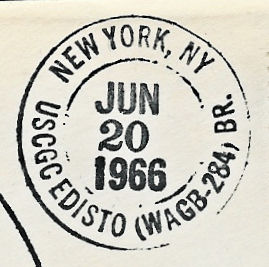 NEW YORK, NY
JUN
20
1966
USCGC EDISTO (WAGB-284) BR.